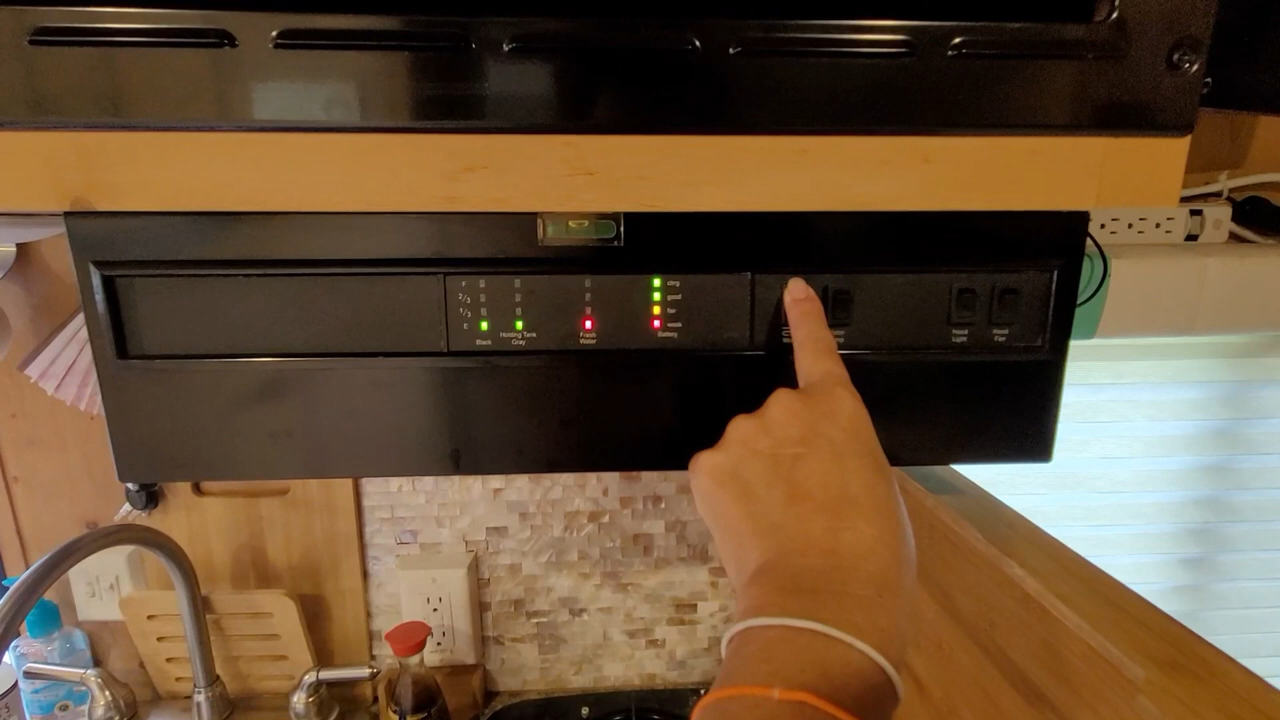 F
2/3
1/3
E
Black
Holding Tank
Gray
Fresh
Water
chrg
good
fair
weak
Battery
Hood
Light
Hood
Fan